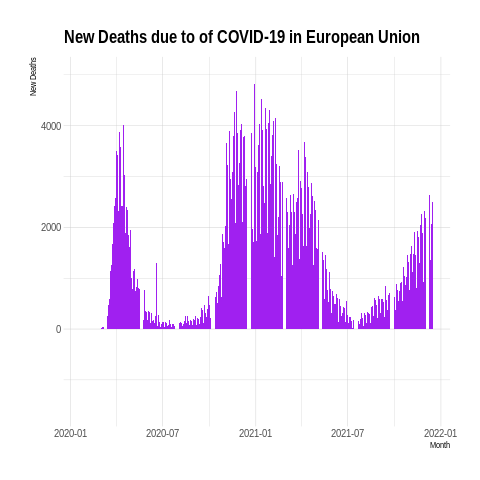 New Deaths due to of COVID-19 in European Union
New Deaths
4000
2000
0
2020-01
2020-07
2021-01
2021-07
2022-01
Month